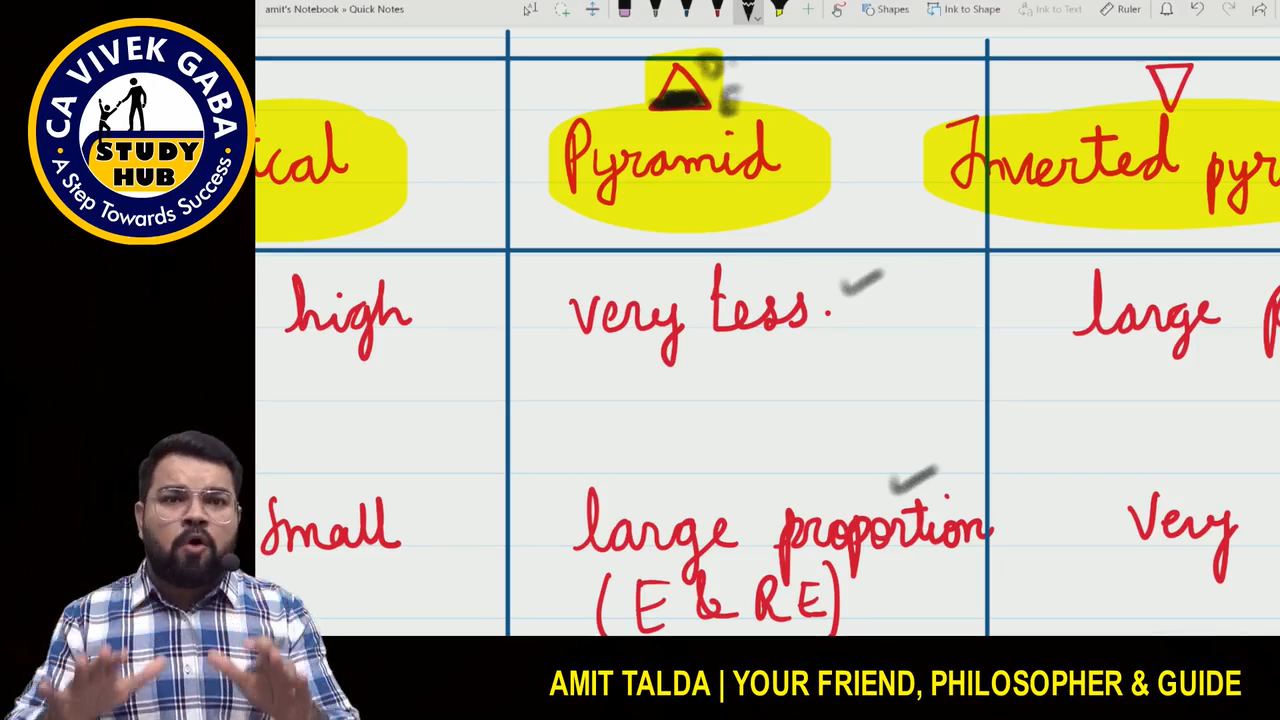 amit's Notebook » Quick Notes
Shapes
Ink to Shape
Ink to Text
Ruler
CA VIVEK GABA
STUDY
HUB
A Step Towards Success
ical
Pyramid
Inverted pyr
high
very less.
large p
small
large proportion
(E & RE)
Very
AMIT TALDA | YOUR FRIEND, PHILOSOPHER & GUIDE